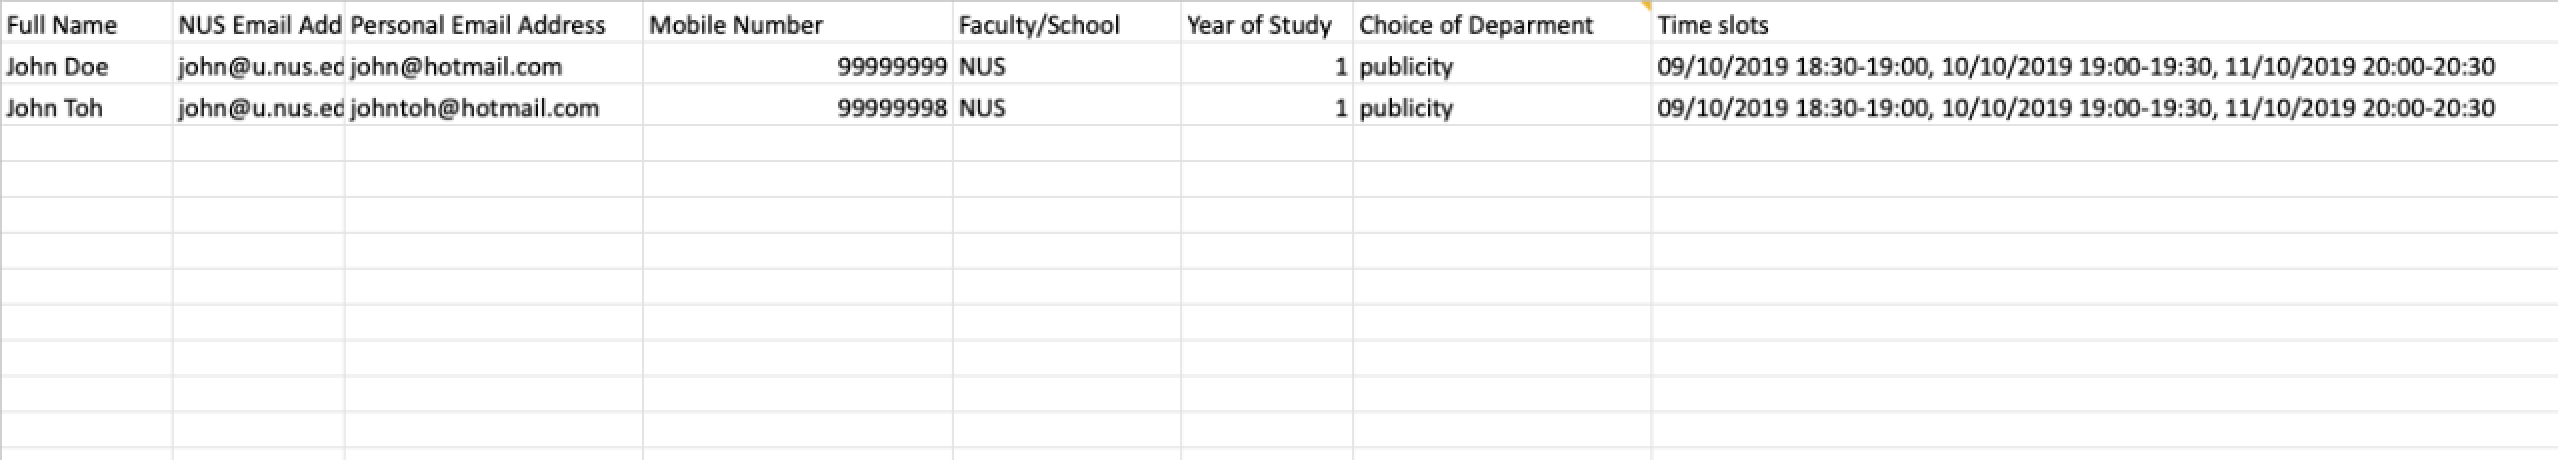 Full Name NUS Email Add Personal Email Address Mobile Number Faculty/School Year of Study Choice of Deparment Time slots
John Doe john@u.nus.ed john@hotmail.com 99999999 NUS 1 publicity 09/10/2019 18:30-19:00, 10/10/2019 19:00-19:30, 11/10/2019 20:00-20:30
John Toh john@u.nus.ed johntoh@hotmail.com 99999998 NUS 1 publicity 09/10/2019 18:30-19:00, 10/10/2019 19:00-19:30, 11/10/2019 20:00-20:30